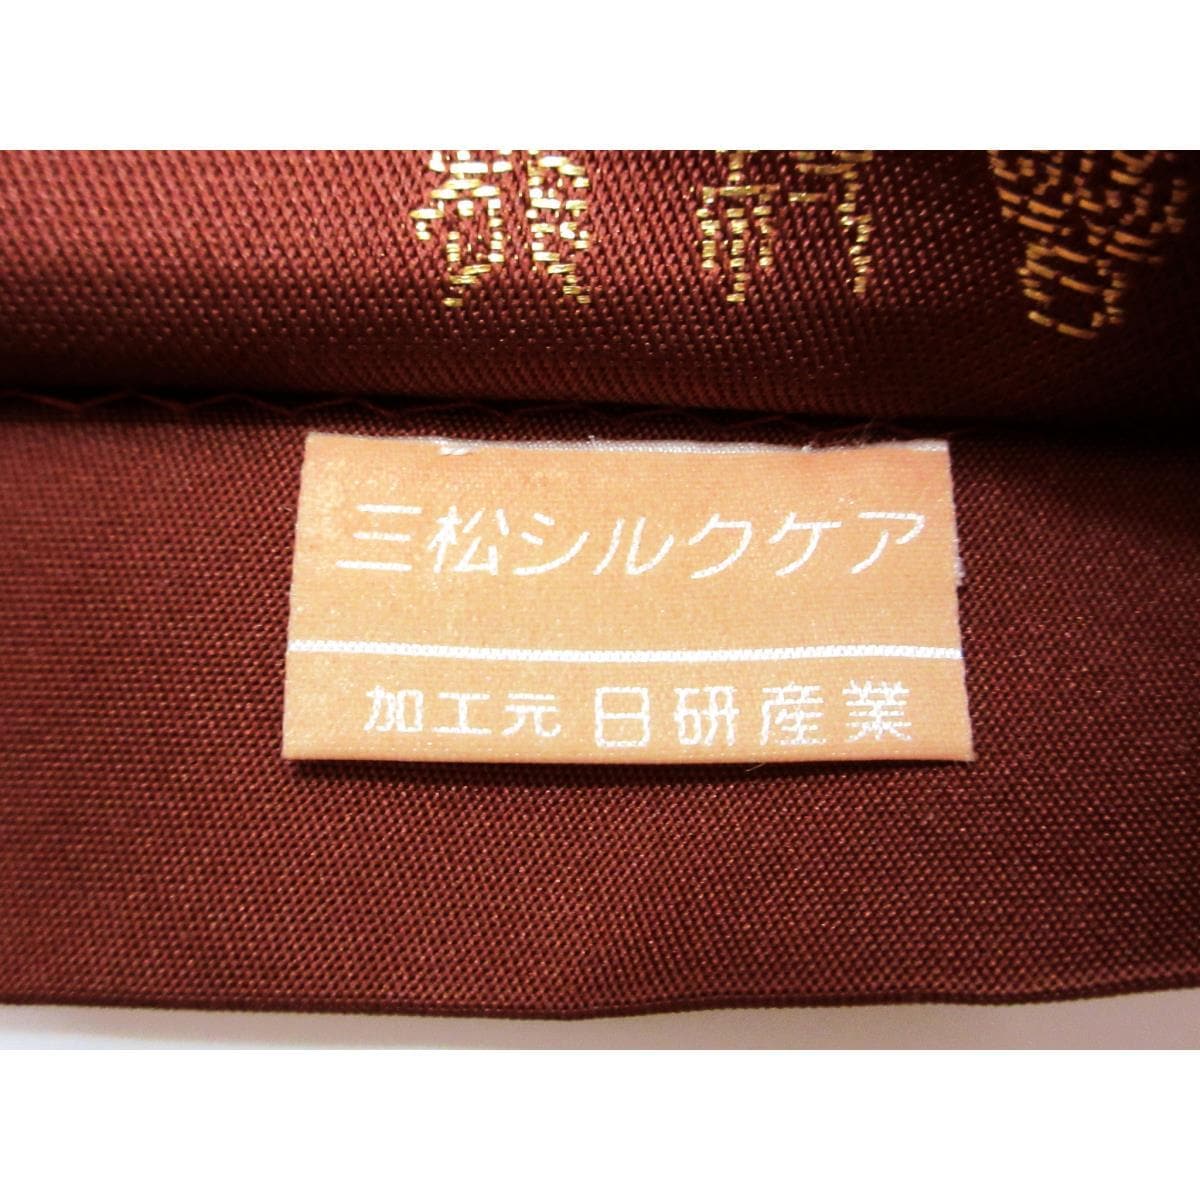 三松シルクケア
加工元 日研産業